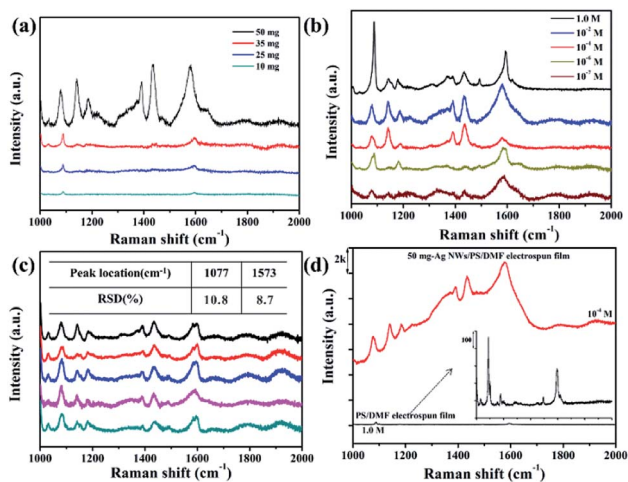 (a)
50 mg
35 mg
25 mg
10 mg
Intensity (a.u.)
1000 1200 1400 1600 1800 2000
Raman shift (cm⁻¹)
(b)
1.0 M
10⁻² M
10⁻⁴ M
10⁻⁶ M
10⁻⁷ M
Intensity (a.u.)
1000 1200 1400 1600 1800 2000
Raman shift (cm⁻¹)
(c)
Peak location(cm⁻¹) 1077 1573
RSD(%) 10.8 8.7
Intensity (a.u.)
1000 1200 1400 1600 1800 2000
Raman shift (cm⁻¹)
(d)
2k
50 mg-Ag NWs/PS/DMF electrospun film
10⁻⁴ M
100
PS/DMF electrospun film
1.0 M
Intensity (a.u.)
1000 1200 1400 1600 1800 2000
Raman shift (cm⁻¹)